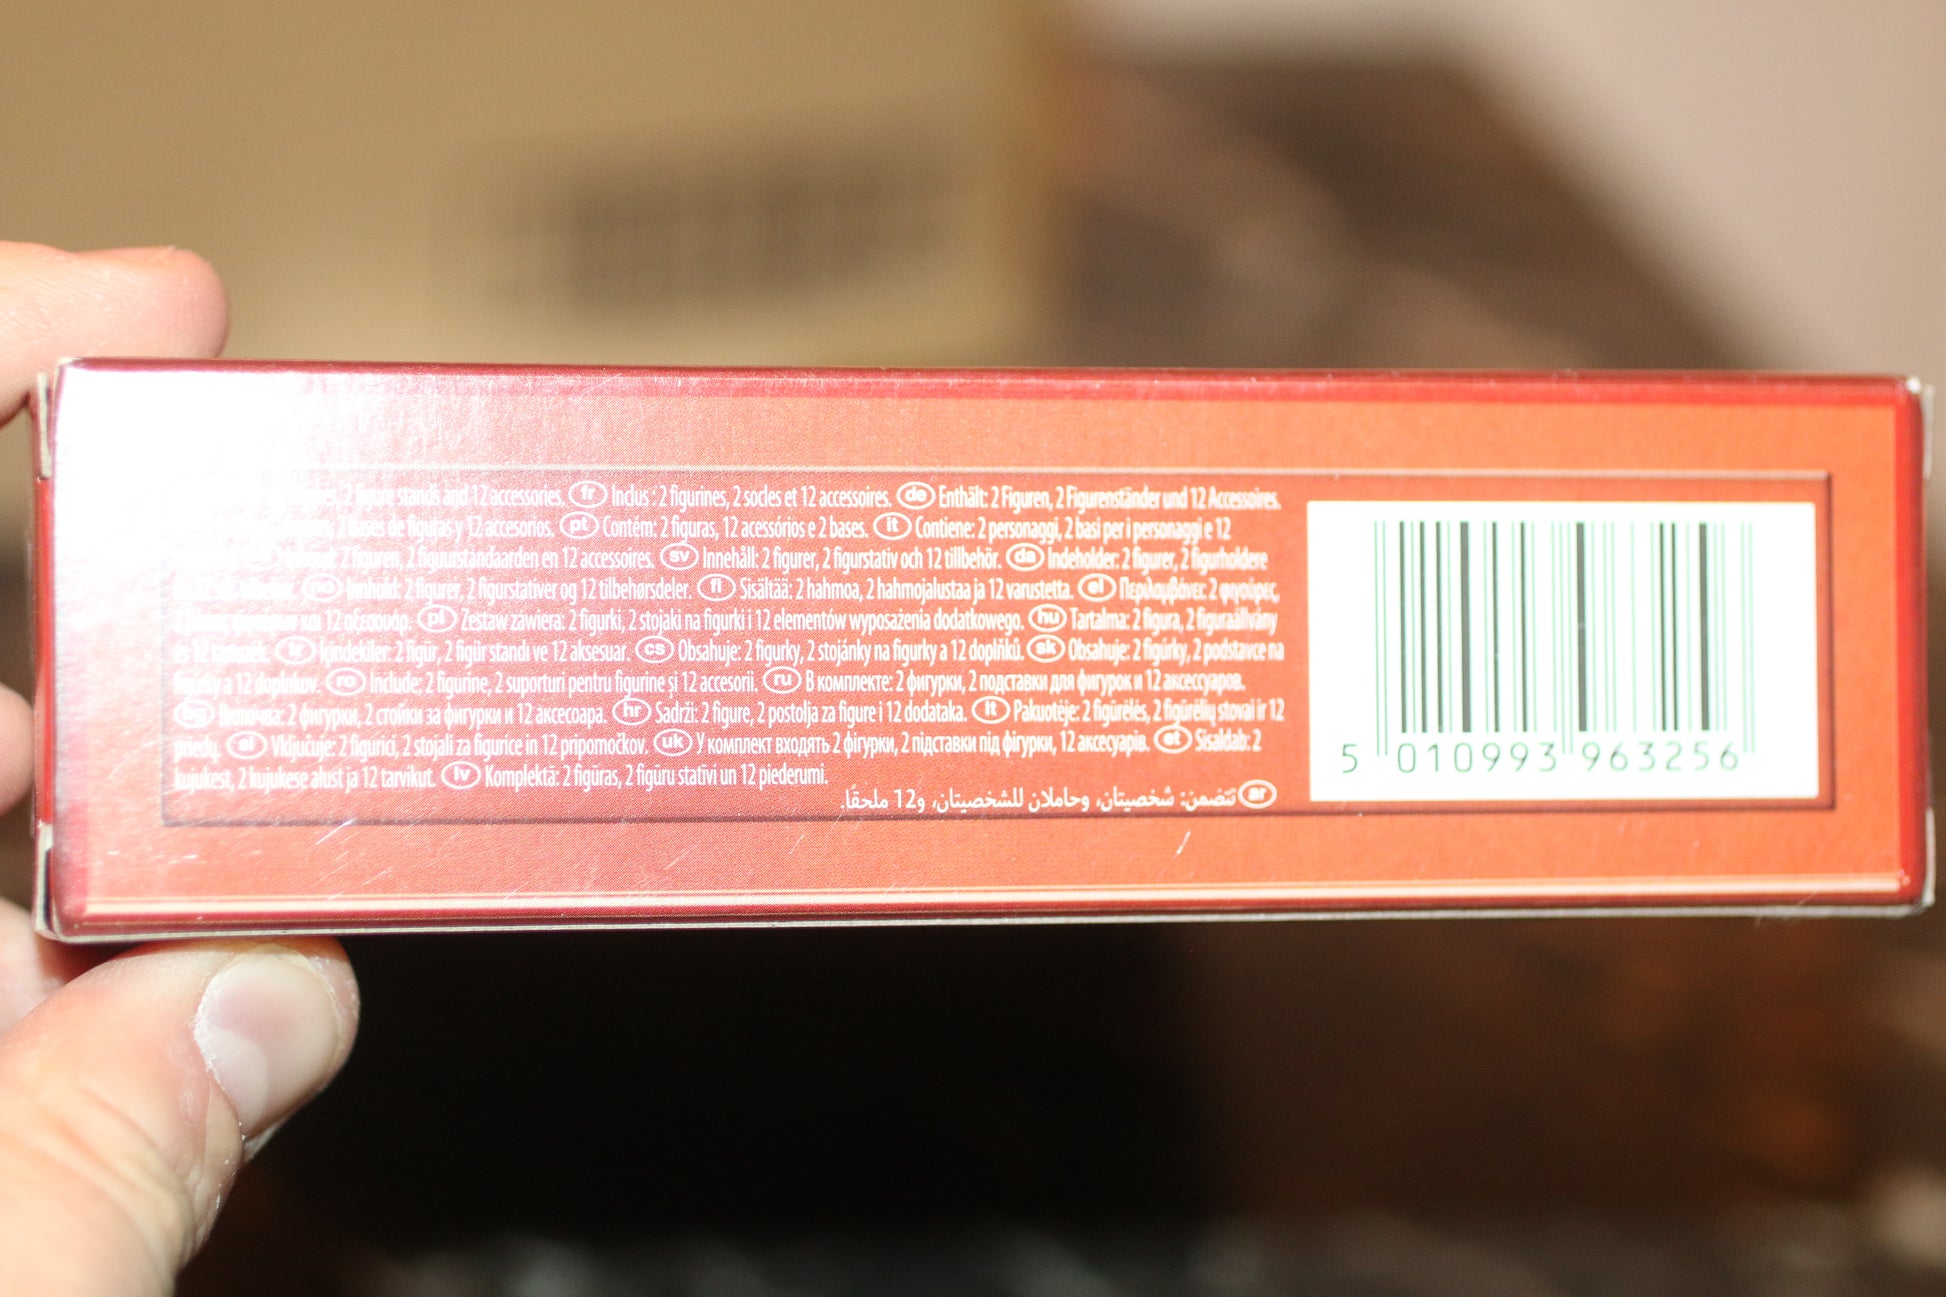 2 figure stands and 12 accessories. fr Inclus : 2 figurines, 2 socles et 12 accessoires. de Enthält: 2 Figuren, 2 Figurenständer und 12 Accessoires.
2 bases de figuras y 12 accesorios. pt Contém: 2 figuras, 12 acessórios e 2 bases. it Contiene: 2 personaggi, 2 basi per i personaggi e 12
2 figuren, 2 figuurstandaarden en 12 accessoires. sv Innehåll: 2 figurer, 2 figurstativ och 12 tillbehör. da Indeholder: 2 figurer, 2 figurholdere
no Innhold: 2 figurer, 2 figurstativer og 12 tilbehørsdeler. fi Sisältää: 2 hahmoa, 2 hahmojalustaa ja 12 varustetta. el Περιλαμβάνει: 2 φιγούρες,
και 12 αξεσουάρ. pl Zestaw zawiera: 2 figurki, 2 stojaki na figurki i 12 elementów wyposażenia dodatkowego. hu Tartalma: 2 figura, 2 figuraállvány
és 12 tartozék. tr İçindekiler: 2 figür, 2 figür standı ve 12 aksesuar. cs Obsahuje: 2 figurky, 2 stojánky na figurky a 12 doplňků. sk Obsahuje: 2 figúrky, 2 podstavce na
figúrky a 12 doplnkov. ro Include: 2 figurine, 2 suporturi pentru figurine și 12 accesorii. ru В комплекте: 2 фигурки, 2 подставки для фигурок и 12 аксессуаров.
bg Включва: 2 фигурки, 2 стойки за фигурки и 12 аксесоара. hr Sadrži: 2 figure, 2 postolja za figure i 12 dodataka. lt Pakuotėje: 2 figūrėlės, 2 figūrėlių stovai ir 12
priedų. sl Vključuje: 2 figurici, 2 stojali za figurice in 12 pripomočkov. uk У комплект входять 2 фігурки, 2 підставки під фігурки, 12 аксесуарів. et Sisaldab: 2
kujukest, 2 kujukese alust ja 12 tarvikut. lv Komplektā: 2 figūras, 2 figūru statīvi un 12 piederumi.
ar تتضمن: شخصيتان، وحاملان للشخصيتان، و12 ملحقًا.
5 010993 963256